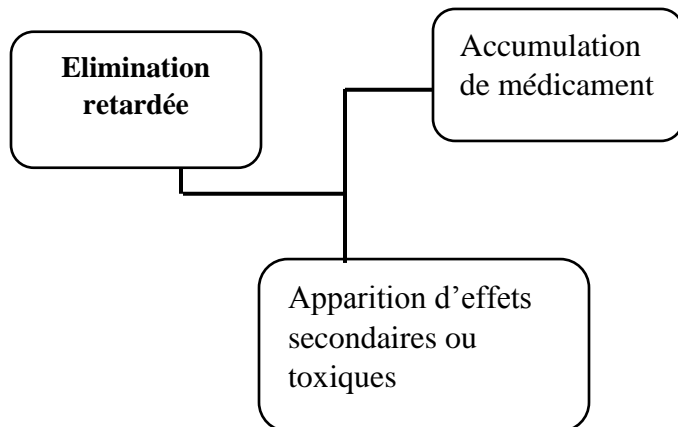 Elimination
retardée
Accumulation
de médicament
Apparition d’effets
secondaires ou
toxiques